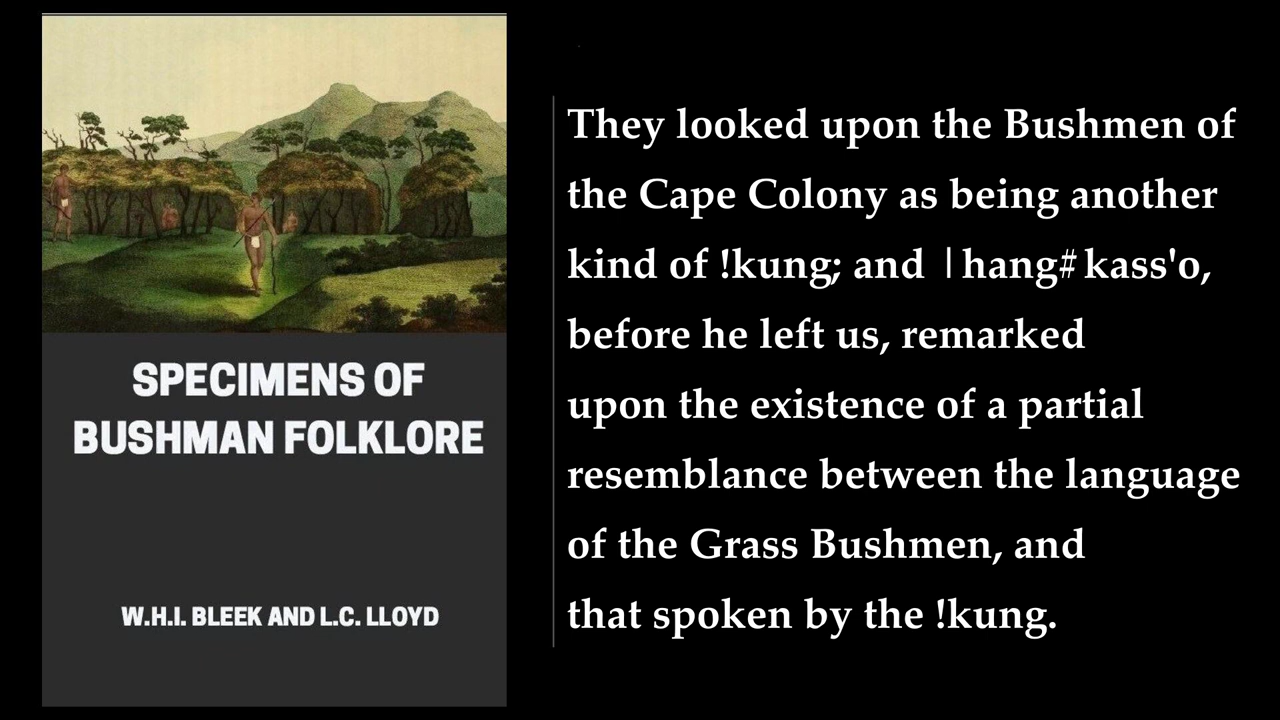 SPECIMENS OF
BUSHMAN FOLKLORE
W.H.I. BLEEK AND L.C. LLOYD
They looked upon the Bushmen of
the Cape Colony as being another
kind of !kung; and |hang# kass'o,
before he left us, remarked
upon the existence of a partial
resemblance between the language
of the Grass Bushmen, and
that spoken by the !kung.